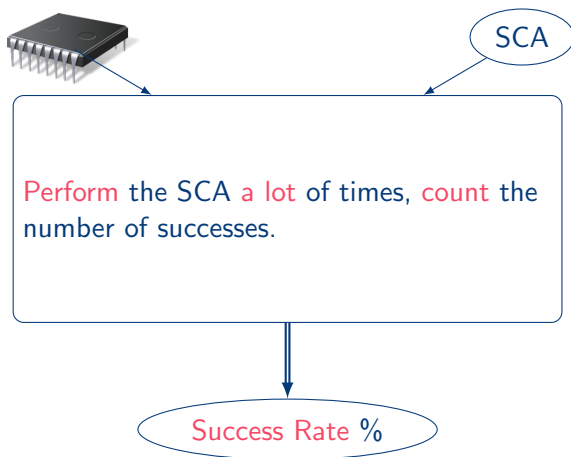 SCA
Perform the SCA a lot of times, count the
number of successes.
Success Rate %